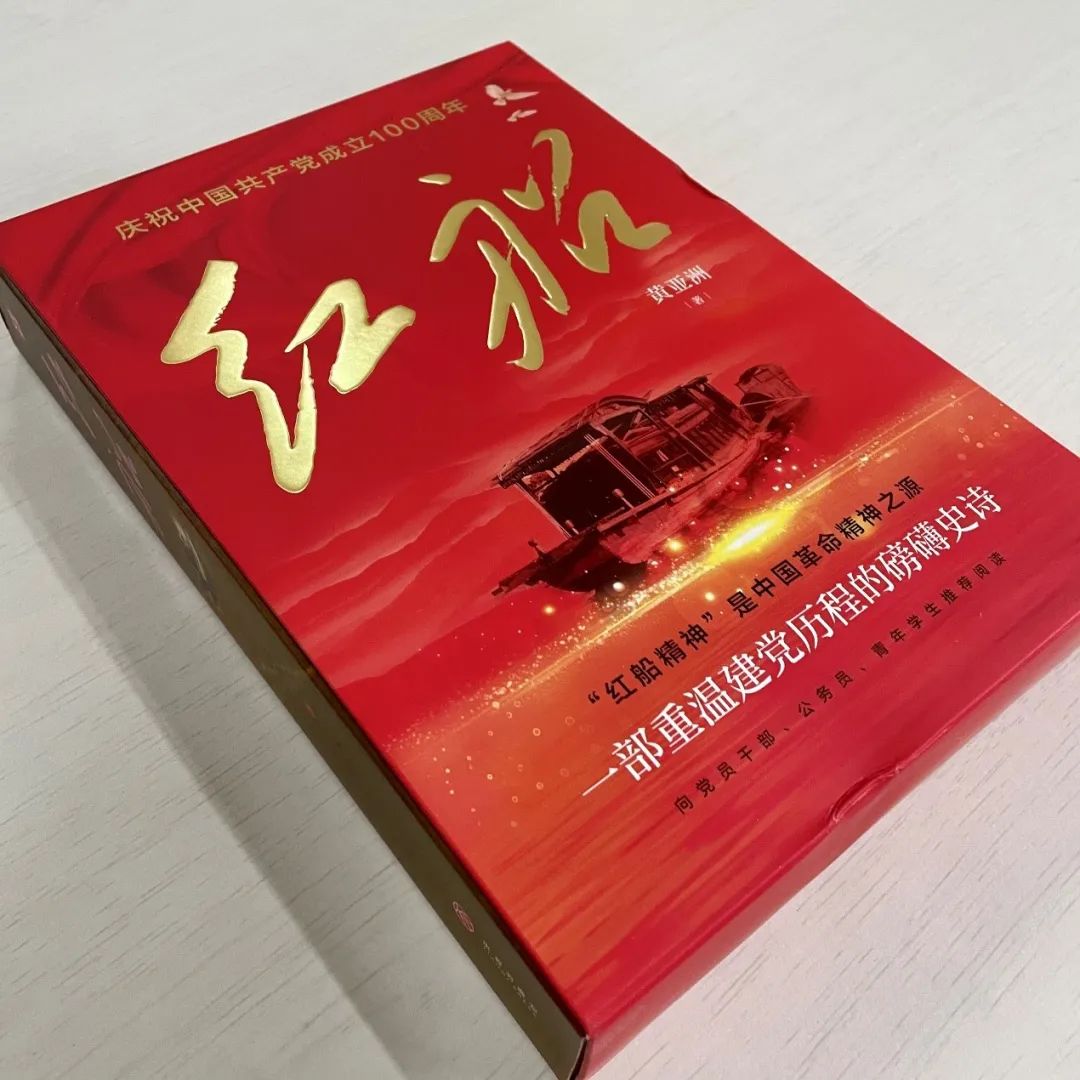 庆祝中国共产党成立100周年
红船
黄亚洲
（著）
“红船精神”是中国革命精神之源
一部重温建党历程的磅礴史诗
向党员干部、公务员、青年学生推荐阅读